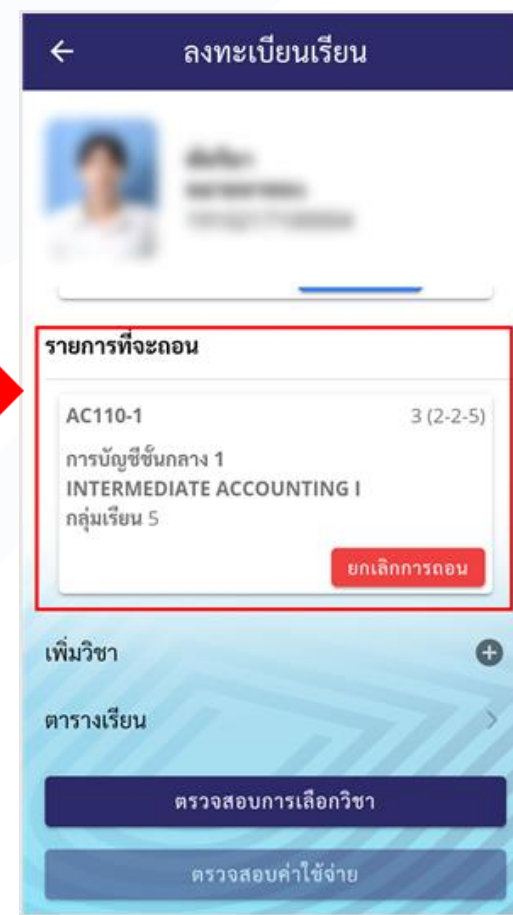 ลงทะเบียนเรียน
รายการที่จะถอน
AC110-1 3 (2-2-5)
การบัญชีชั้นกลาง 1
INTERMEDIATE ACCOUNTING I
กลุ่มเรียน 5
ยกเลิกการถอน
เพิ่มวิชา
ตารางเรียน
ตรวจสอบการเลือกวิชา
ตรวจสอบค่าใช้จ่าย